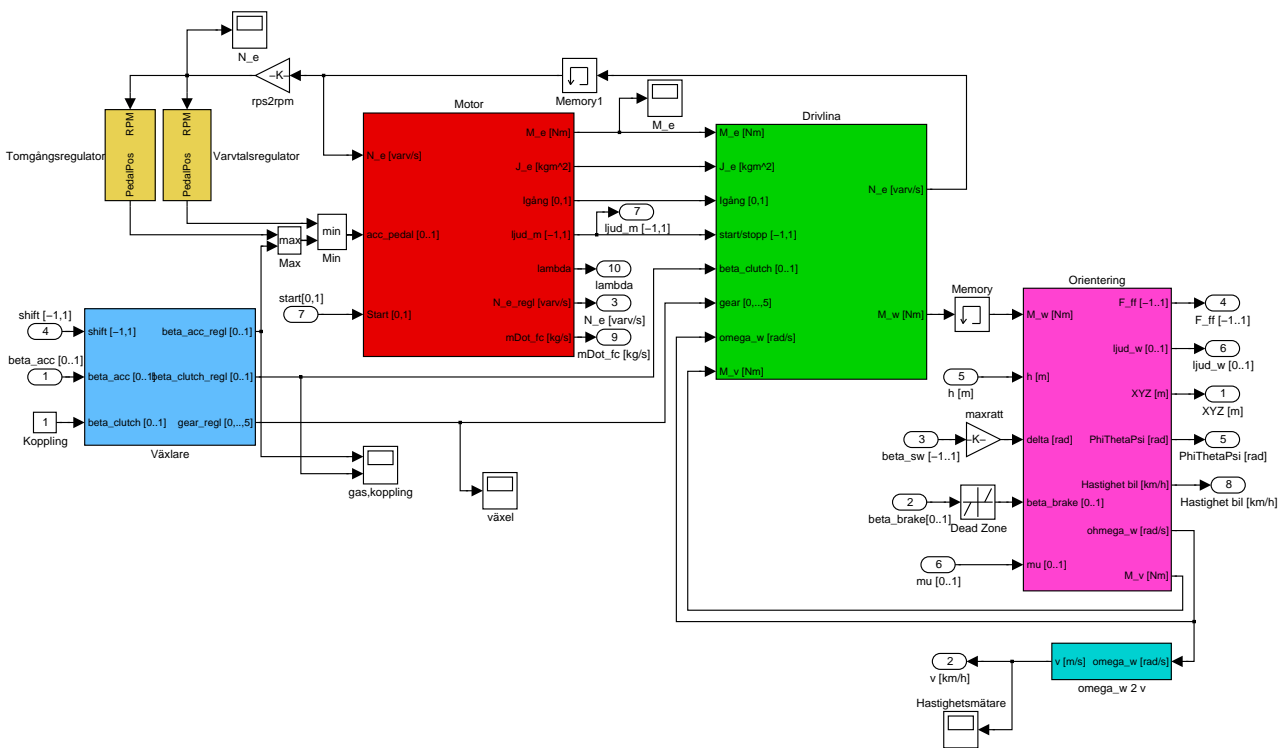 N_e
−K−
rps2rpm
Memory1
M_e
RPM
PedalPos
Tomgångsregulator
RPM
PedalPos
Varvtalsregulator
max
Max
min
Min
Motor
N_e [varv/s]
acc_pedal [0..1]
Start [0,1]
M_e [Nm]
J_e [kgm^2]
Igång [0,1]
ljud_m [−1,1]
lambda
N_e_regl [varv/s]
mDot_fc [kg/s]
start[0,1]
7
7
ljud_m [−1,1]
10
lambda
3
N_e [varv/s]
9
mDot_fc [kg/s]
Drivlina
M_e [Nm]
J_e [kgm^2]
Igång [0,1]
start/stopp [−1,1]
beta_clutch [0..1]
gear [0,..,5]
omega_w [rad/s]
M_v [Nm]
N_e [varv/s]
M_w [Nm]
shift [−1,1]
4
beta_acc [0..1]
1
1
Koppling
shift [−1,1]
beta_acc [0..1]
beta_clutch [0..1]
beta_acc_regl [0..1]
beta_clutch_regl [0..1]
gear_regl [0,..,5]
Växlare
gas,koppling
växel
Memory
Orientering
M_w [Nm]
h [m]
delta [rad]
beta_brake [0..1]
mu [0..1]
F_ff [−1..1]
ljud_w [0..1]
XYZ [m]
PhiThetaPsi [rad]
Hastighet bil [km/h]
ohmega_w [rad/s]
M_v [Nm]
5
h [m]
maxratt
−K−
3
beta_sw [−1..1]
2
beta_brake[0..1]
Dead Zone
6
mu [0..1]
4
F_ff [−1..1]
6
ljud_w [0..1]
1
XYZ [m]
5
PhiThetaPsi [rad]
8
Hastighet bil [km/h]
2
v [km/h]
v [m/s]
omega_w [rad/s]
omega_w 2 v
Hastighetsmätare